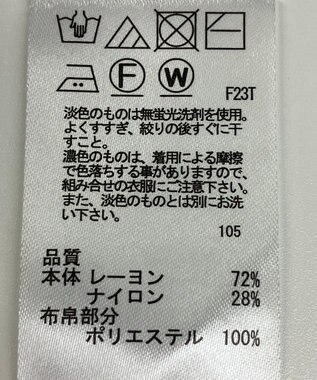 F W F23T
淡色のものは無蛍光洗剤を使用。
よくすすぎ、絞りの後すぐに干
すこと。
濃色のものは、着用による摩擦
で色落ちする事がありますので、
組み合せの衣服にご注意下さい。
また、淡色のものとは別にお洗
い下さい。
105
品質
本体 レーヨン 72%
ナイロン 28%
布帛部分
ポリエステル 100%